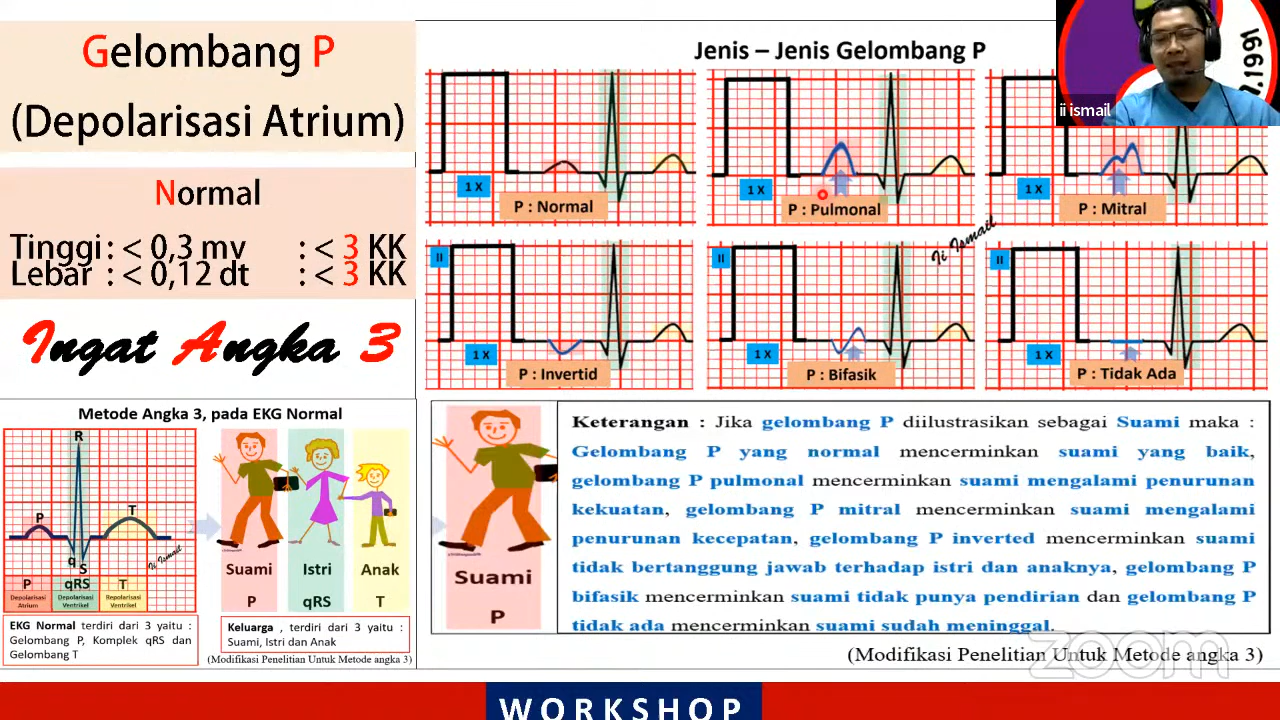 Gelombang P
(Depolarisasi Atrium)
Normal
Tinggi : < 0,3 mv : < 3 KK
Lebar : < 0,12 dt : < 3 KK
Ingat Angka 3
Metode Angka 3, pada EKG Normal
R
P
T
q
S
Ii Ismail
P qRS T
Depolarisasi Atrium
Depolarisasi Ventrikel
Repolarisasi Ventrikel
EKG Normal terdiri dari 3 yaitu :
Gelombang P, Komplek qRS dan
Gelombang T
Suami Istri Anak
P qRS T
Keluarga , terdiri dari 3 yaitu :
Suami, Istri dan Anak
(Modifikasi Penelitian Untuk Metode angka 3)
Jenis – Jenis Gelombang P
1 X
P : Normal
1 X
P : Pulmonal
1 X
P : Mitral
Ii Ismail
II
1 X
P : Invertid
II
1 X
P : Bifasik
II
1 X
P : Tidak Ada
ii ismail
1991
Suami
P
Keterangan : Jika gelombang P diilustrasikan sebagai Suami maka :
Gelombang P yang normal mencerminkan suami yang baik,
gelombang P pulmonal mencerminkan suami mengalami penurunan
kekuatan, gelombang P mitral mencerminkan suami mengalami
penurunan kecepatan, gelombang P inverted mencerminkan suami
tidak bertanggung jawab terhadap istri dan anaknya, gelombang P
bifasik mencerminkan suami tidak punya pendirian dan gelombang P
tidak ada mencerminkan suami sudah meninggal.
(Modifikasi Penelitian Untuk Metode angka 3)
zoom
WORKSHOP